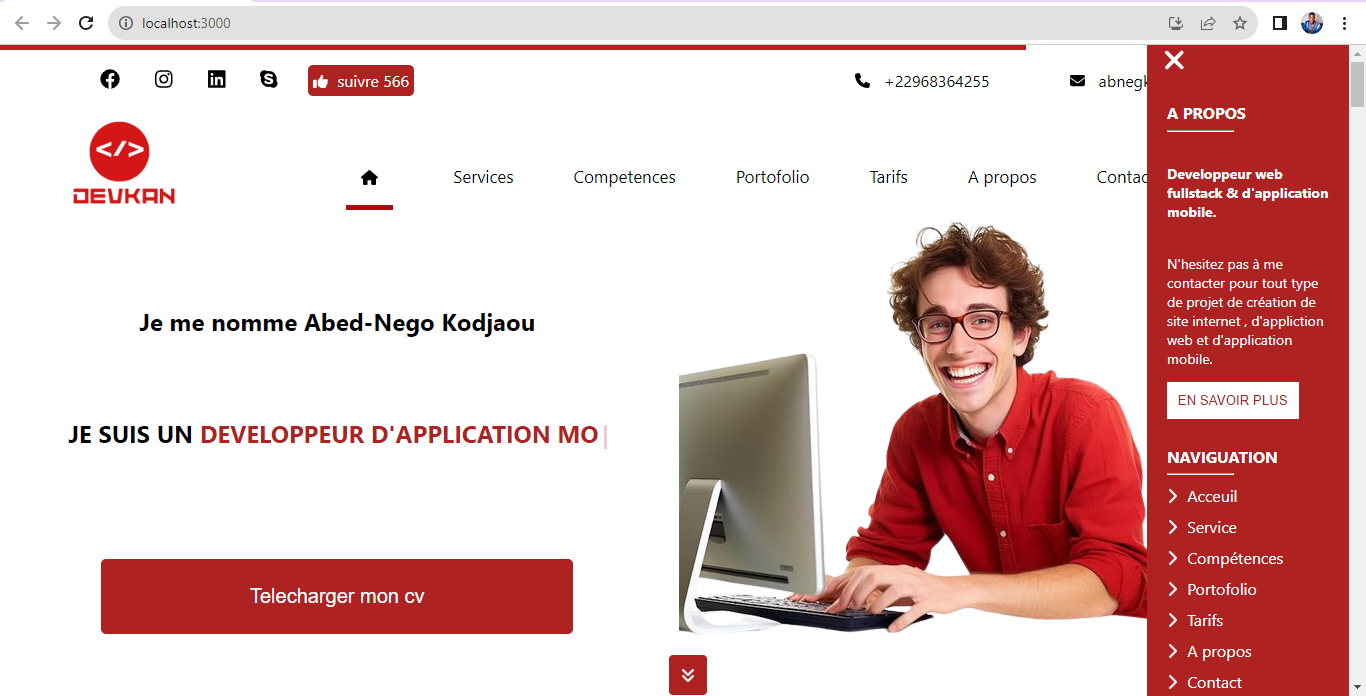 localhost:3000
suivre 566
+22968364255
</>
DEVKAN
Services
Competences
Portofolio
Tarifs
A propos
Je me nomme Abed-Nego Kodjaou
JE SUIS UN DEVELOPPEUR D'APPLICATION MO
Telecharger mon cv
A PROPOS
Developpeur web
fullstack & d'application
mobile.
N'hesitez pas à me
contacter pour tout type
de projet de création de
site internet , d'appliction
web et d'application
mobile.
EN SAVOIR PLUS
NAVIGUATION
Acceuil
Service
Compétences
Portofolio
Tarifs
A propos
Contact